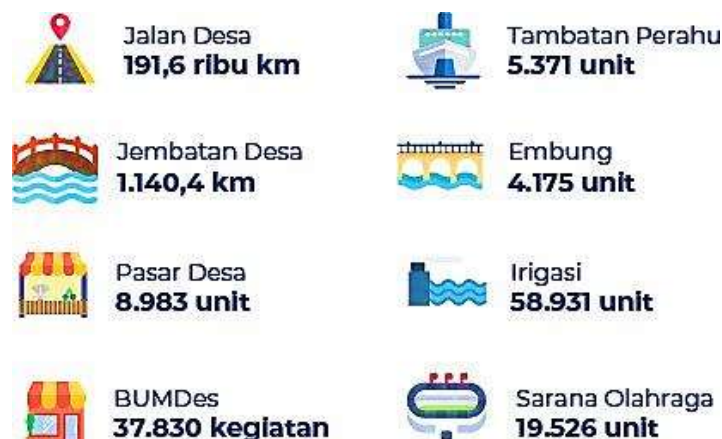 Jalan Desa
191,6 ribu km
Tambatan Perahu
5.371 unit
Jembatan Desa
1.140,4 km
Embung
4.175 unit
Pasar Desa
8.983 unit
Irigasi
58.931 unit
BUMDes
37.830 kegiatan
Sarana Olahraga
19.526 unit